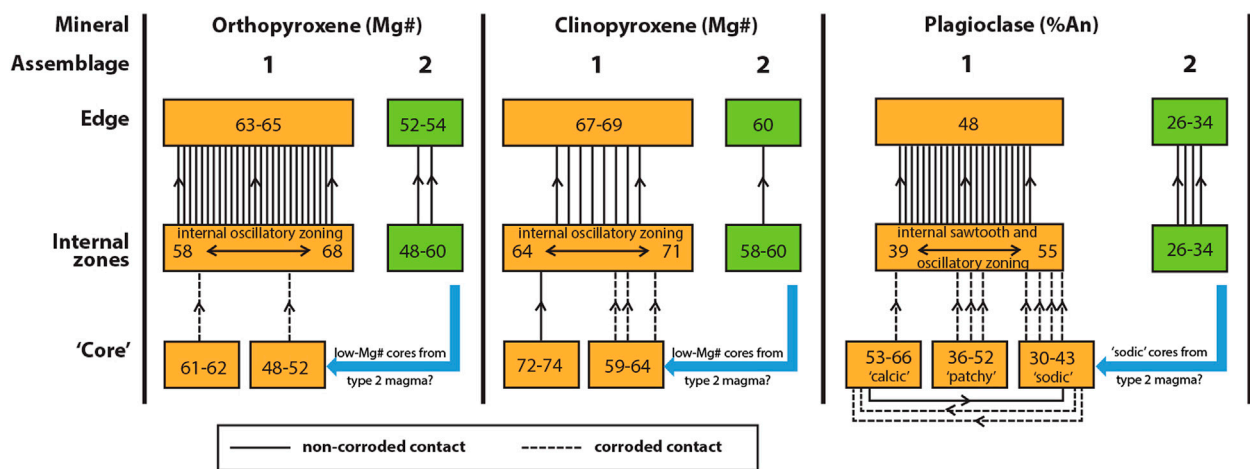 Mineral Orthopyroxene (Mg#) Clinopyroxene (Mg#) Plagioclase (%An)
Assemblage 1 2 1 2 1 2
Edge 63-65 52-54 67-69 60 48 26-34
internal oscillatory zoning internal oscillatory zoning internal sawtooth and
Internal 58 68 48-60 64 71 58-60 39 55 26-34
zones oscillatory zoning
'Core' 61-62 48-52 low-Mg# cores from 72-74 59-64 low-Mg# cores from 53-66 36-52 30-43 'sodic' cores from
type 2 magma? type 2 magma? 'calcic' 'patchy' 'sodic' type 2 magma?
non-corroded contact corroded contact